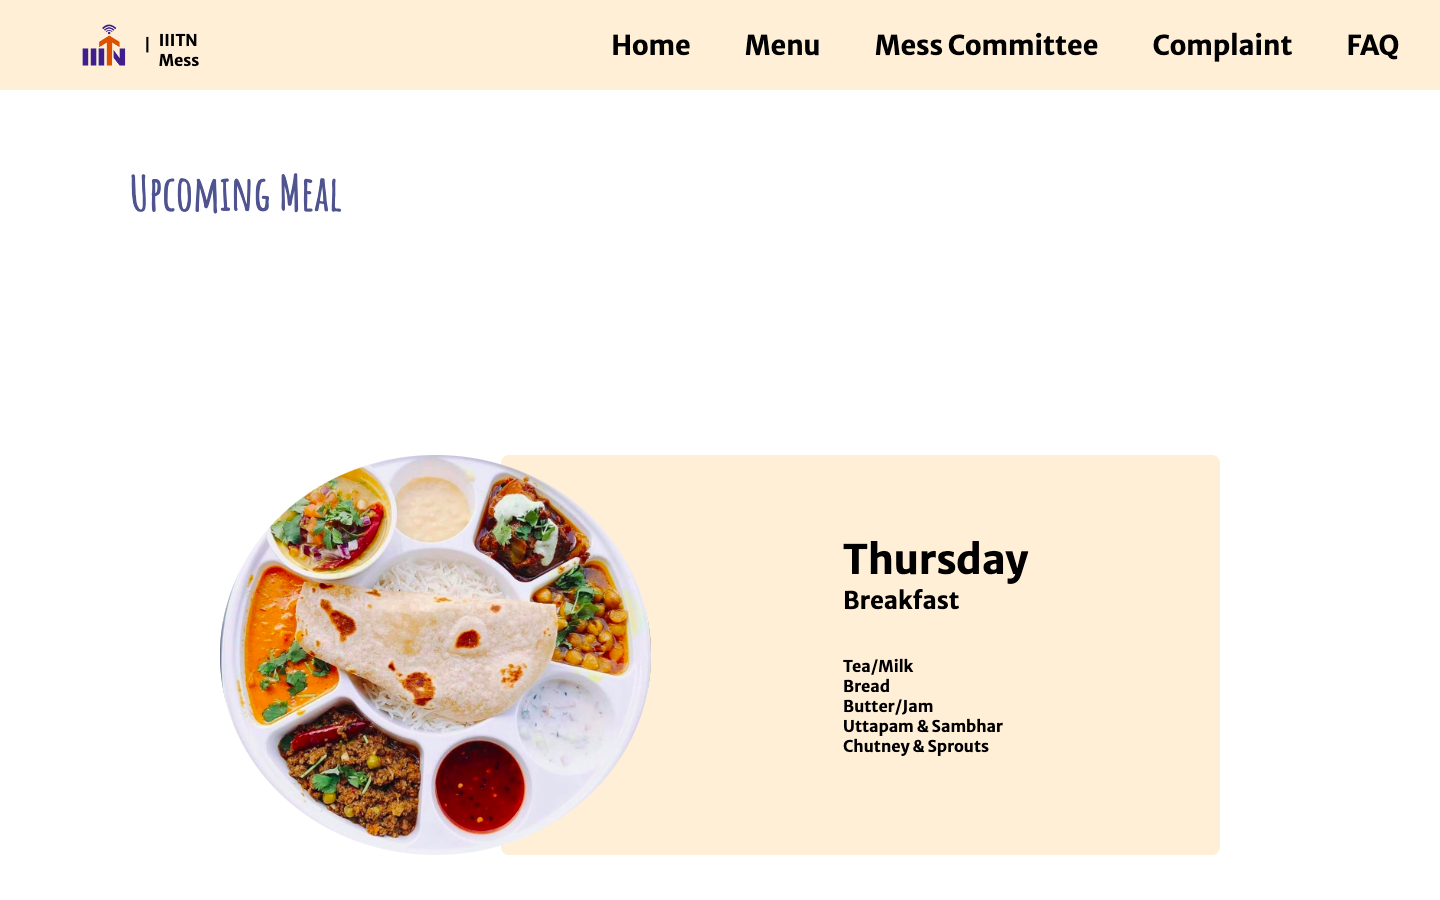 IIIN
| IIITN
Mess
Home Menu Mess Committee Complaint FAQ
Upcoming Meal
Thursday
Breakfast
Tea/Milk
Bread
Butter/Jam
Uttapam & Sambhar
Chutney & Sprouts